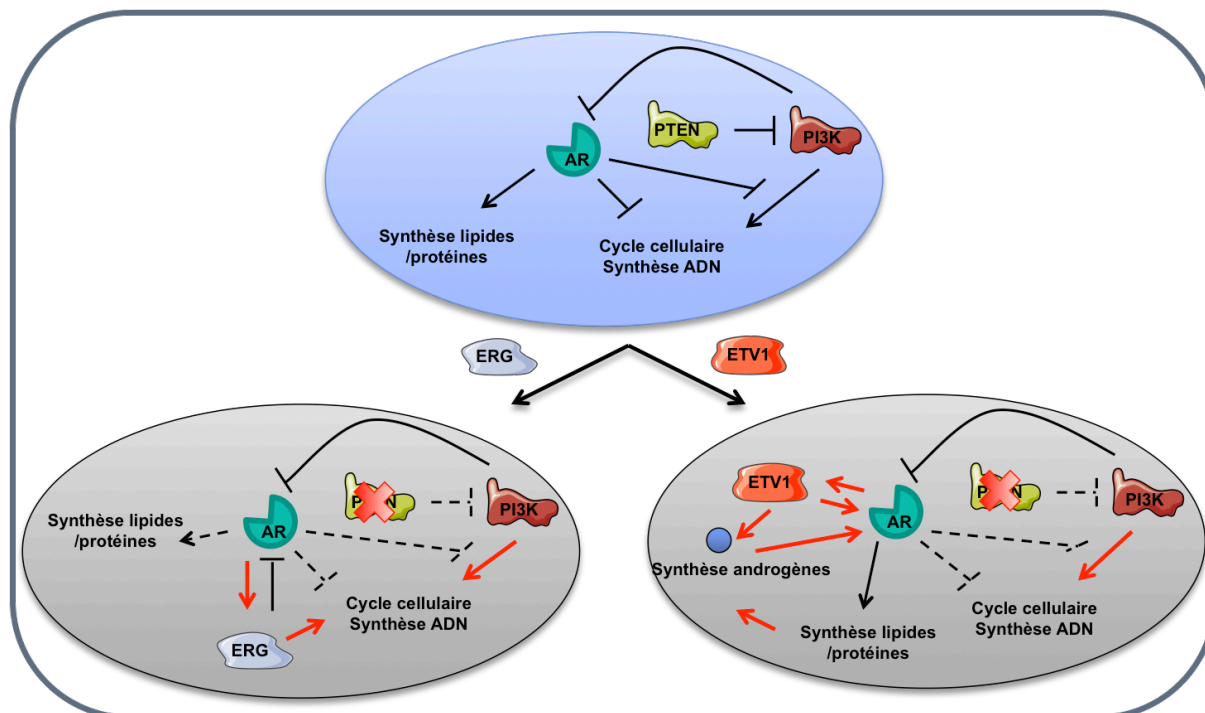 PTEN
PI3K
AR
Synthèse lipides
/protéines
Cycle cellulaire
Synthèse ADN
ERG
ETV1
PI3K
AR
Synthèse lipides
/protéines
Cycle cellulaire
Synthèse ADN
ERG
ETV1
PI3K
AR
Synthèse androgènes
Cycle cellulaire
Synthèse ADN
Synthèse lipides
/protéines